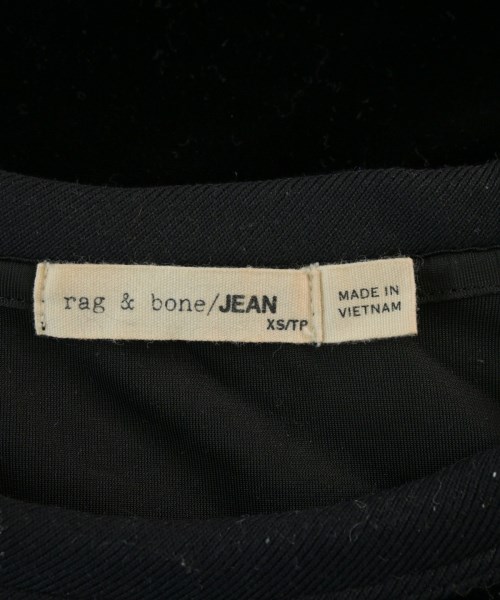 rag & bone/JEAN
XS/TP
MADE IN
VIETNAM